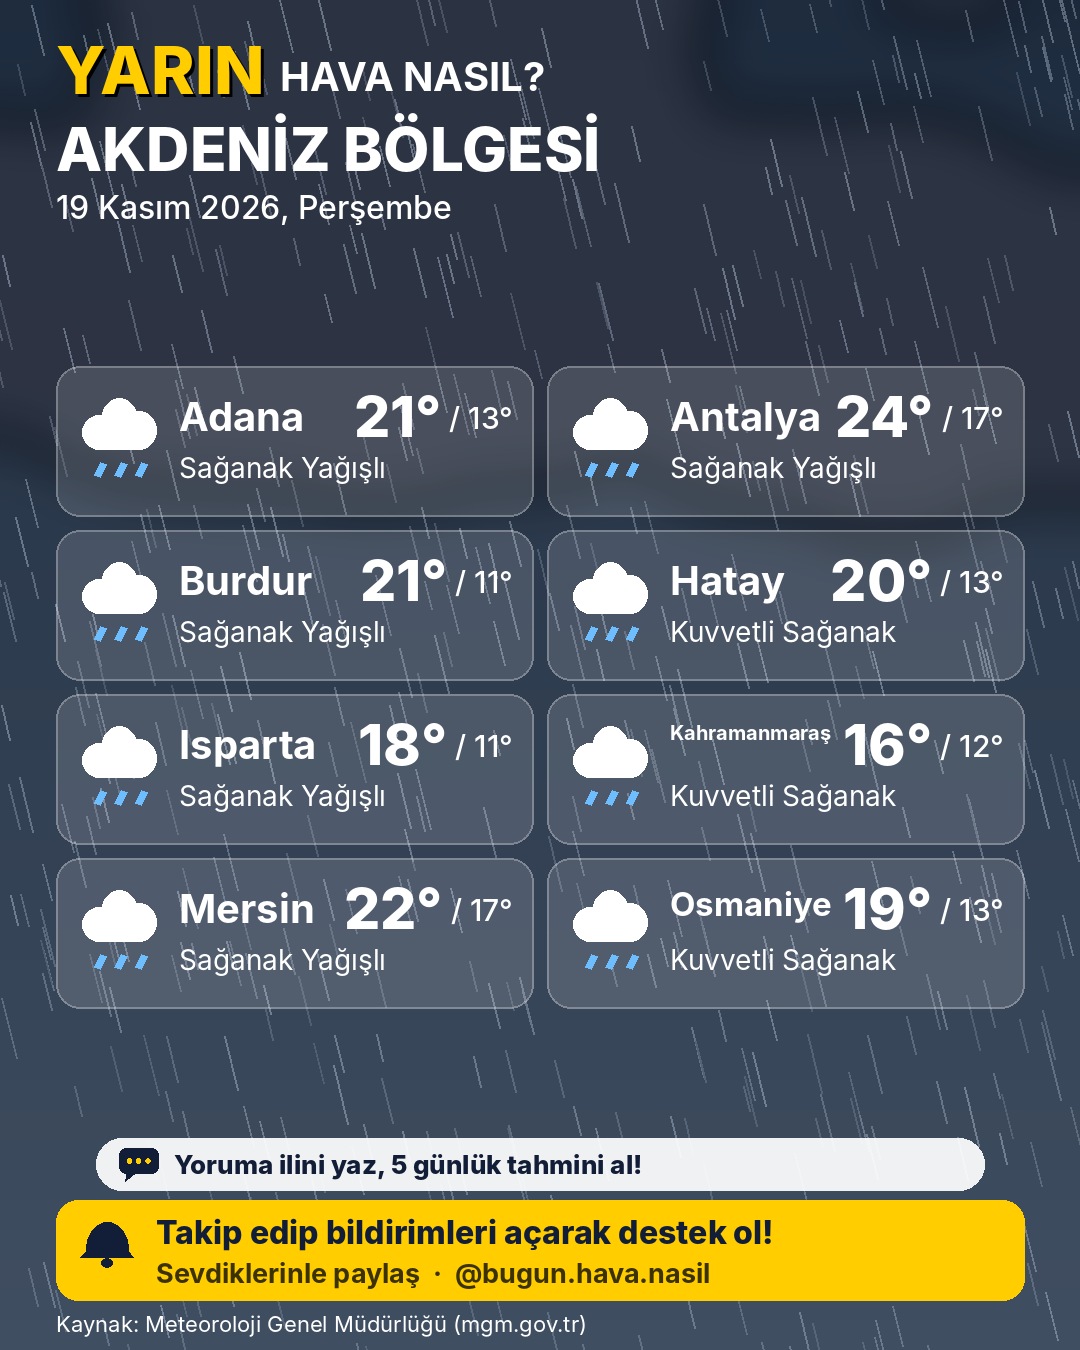 YARIN HAVA NASIL?
AKDENİZ BÖLGESİ
19 Kasım 2026, Perşembe
Adana 21° / 13°
Sağanak Yağışlı
Antalya 24° / 17°
Sağanak Yağışlı
Burdur 21° / 11°
Sağanak Yağışlı
Hatay 20° / 13°
Kuvvetli Sağanak
Isparta 18° / 11°
Sağanak Yağışlı
Kahramanmaraş 16° / 12°
Kuvvetli Sağanak
Mersin 22° / 17°
Sağanak Yağışlı
Osmaniye 19° / 13°
Kuvvetli Sağanak
Yoruma ilini yaz, 5 günlük tahmini al!
Takip edip bildirimleri açarak destek ol!
Sevdiklerinle paylaş · @bugun.hava.nasil
Kaynak: Meteoroloji Genel Müdürlüğü (mgm.gov.tr)